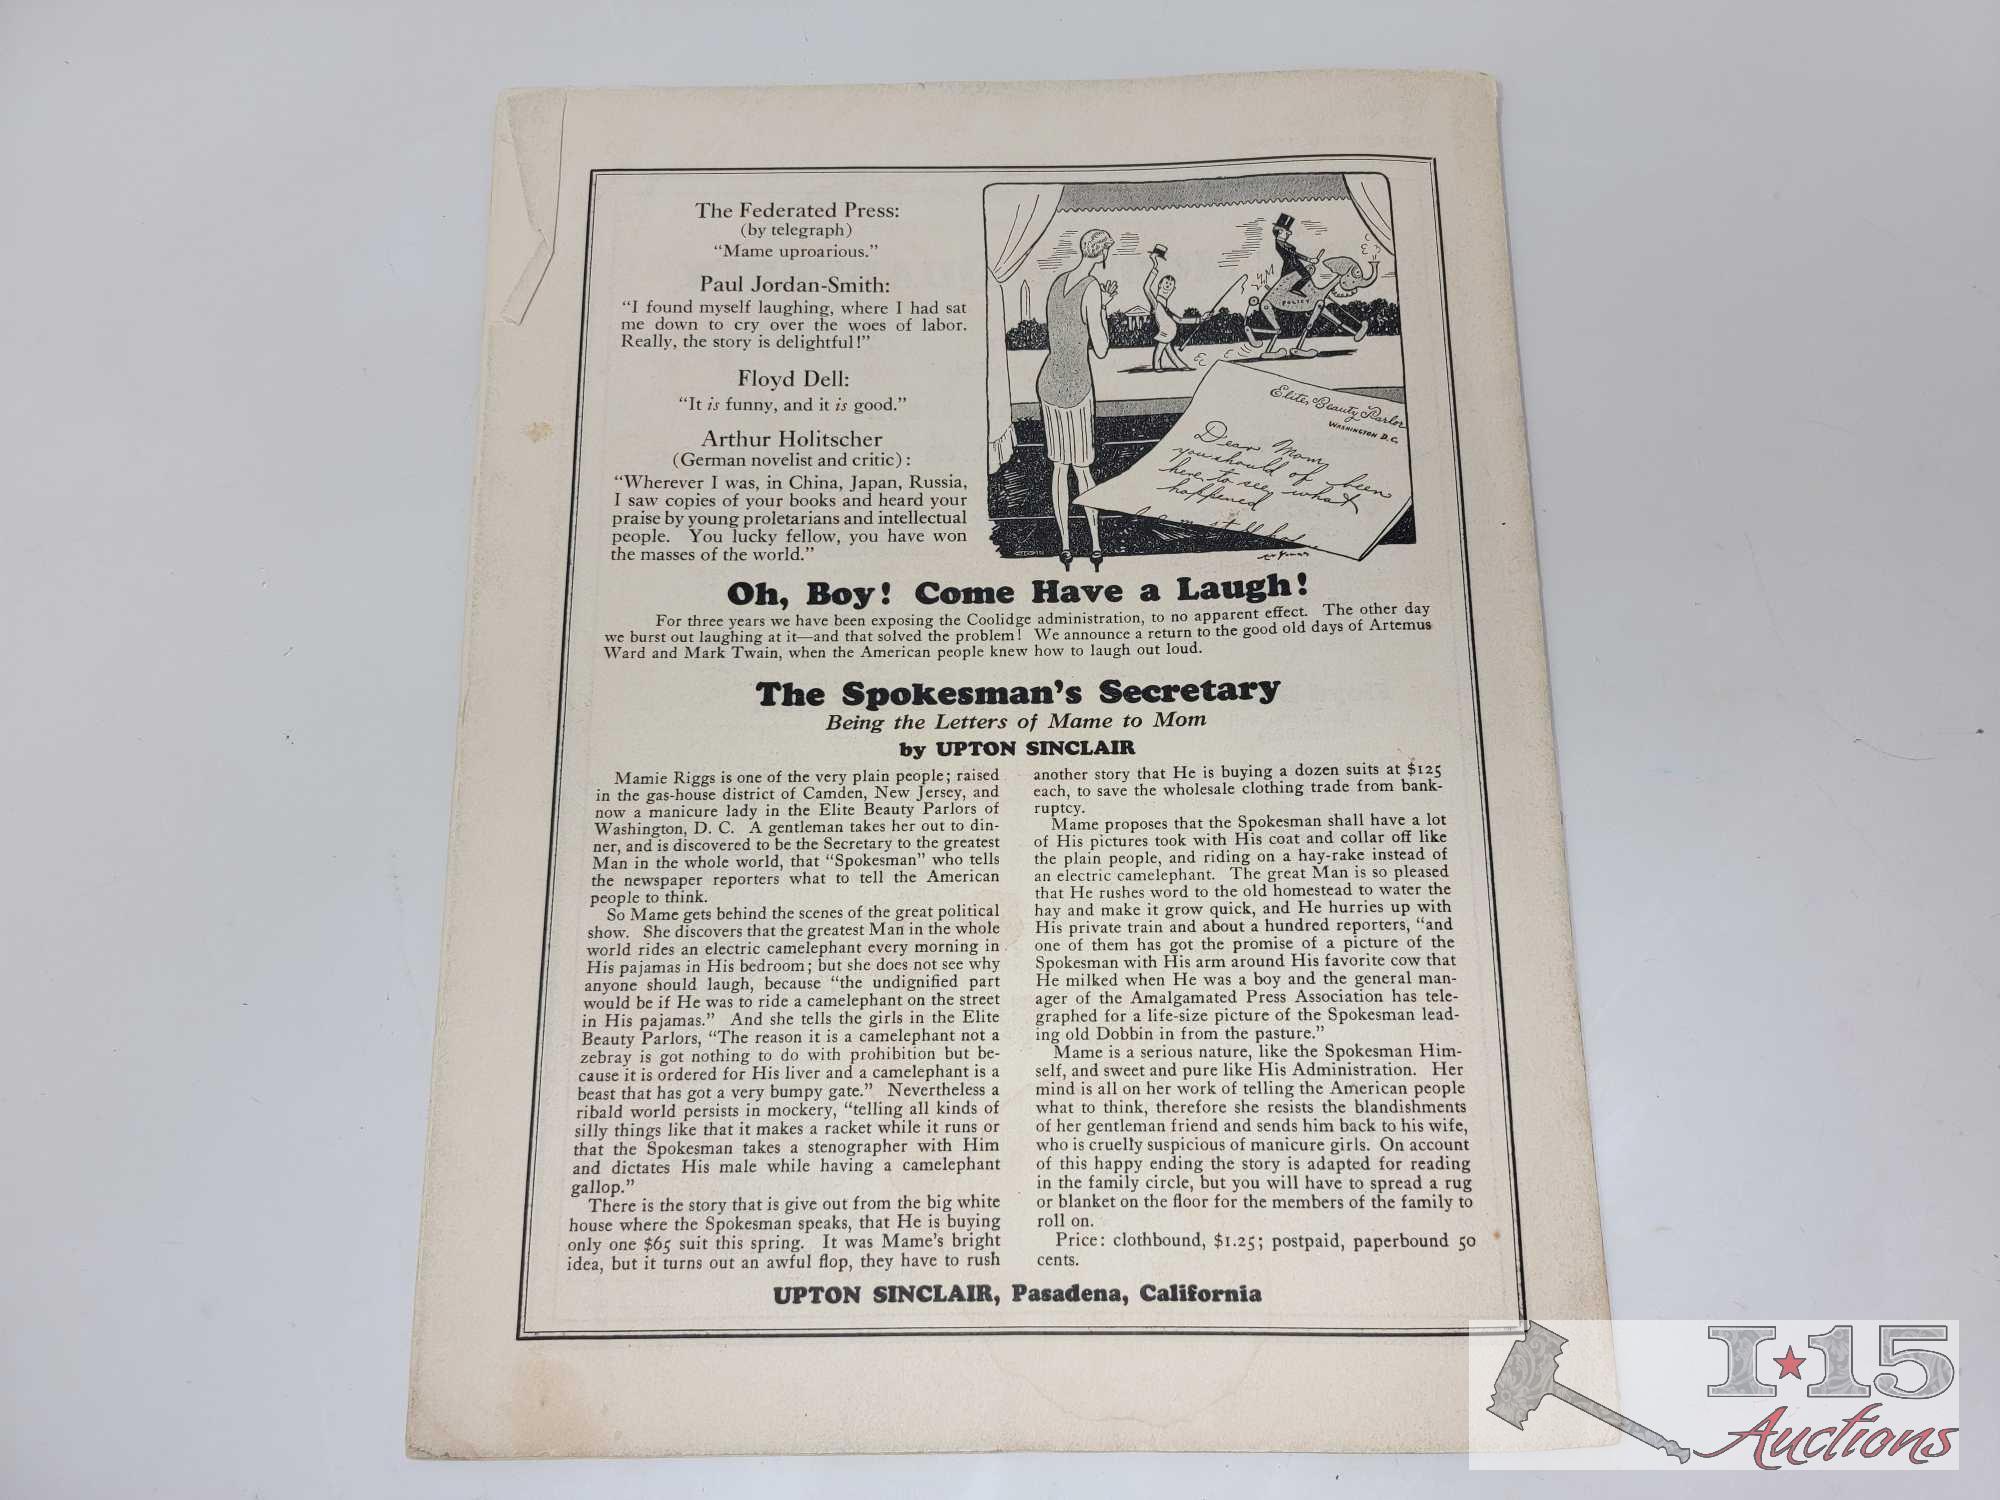 The Federated Press:
(by telegraph)
"Mame uproarious."
Paul Jordan-Smith:
"I found myself laughing, where I had sat
me down to cry over the woes of labor.
Really, the story is delightful!"
Floyd Dell:
"It is funny, and it is good."
Arthur Holitscher
(German novelist and critic):
"Wherever I was, in China, Japan, Russia,
I saw copies of your books and heard your
praise by young proletarians and intellectual
people. You lucky fellow, you have won
the masses of the world."
POLICY
Elite Beauty Parlor
WASHINGTON D.C.
Dear Mom
you should of been
here to see what
happened
Oh, Boy! Come Have a Laugh!
For three years we have been exposing the Coolidge administration, to no apparent effect. The other day
we burst out laughing at it—and that solved the problem! We announce a return to the good old days of Artemus
Ward and Mark Twain, when the American people knew how to laugh out loud.
The Spokesman's Secretary
Being the Letters of Mame to Mom
by UPTON SINCLAIR
Mamie Riggs is one of the very plain people; raised
in the gas-house district of Camden, New Jersey, and
now a manicure lady in the Elite Beauty Parlors of
Washington, D. C. A gentleman takes her out to din-
ner, and is discovered to be the Secretary to the greatest
Man in the whole world, that "Spokesman" who tells
the newspaper reporters what to tell the American
people to think.
So Mame gets behind the scenes of the great political
show. She discovers that the greatest Man in the whole
world rides an electric camelephant every morning in
His pajamas in His bedroom; but she does not see why
anyone should laugh, because "the undignified part
would be if He was to ride a camelephant on the street
in His pajamas." And she tells the girls in the Elite
Beauty Parlors, "The reason it is a camelephant not a
zebray is got nothing to do with prohibition but be-
cause it is ordered for His liver and a camelephant is a
beast that has got a very bumpy gate." Nevertheless a
ribald world persists in mockery, "telling all kinds of
silly things like that it makes a racket while it runs or
that the Spokesman takes a stenographer with Him
and dictates His male while having a camelephant
gallop."
There is the story that is give out from the big white
house where the Spokesman speaks, that He is buying
only one $65 suit this spring. It was Mame's bright
idea, but it turns out an awful flop, they have to rush
another story that He is buying a dozen suits at $125
each, to save the wholesale clothing trade from bank-
ruptcy.
Mame proposes that the Spokesman shall have a lot
of His pictures took with His coat and collar off like
the plain people, and riding on a hay-rake instead of
an electric camelephant. The great Man is so pleased
that He rushes word to the old homestead to water the
hay and make it grow quick, and He hurries up with
His private train and about a hundred reporters, "and
one of them has got the promise of a picture of the
Spokesman with His arm around His favorite cow that
He milked when He was a boy and the general man-
ager of the Amalgamated Press Association has tele-
graphed for a life-size picture of the Spokesman lead-
ing old Dobbin in from the pasture."
Mame is a serious nature, like the Spokesman Him-
self, and sweet and pure like His Administration. Her
mind is all on her work of telling the American people
what to think, therefore she resists the blandishments
of her gentleman friend and sends him back to his wife,
who is cruelly suspicious of manicure girls. On account
of this happy ending the story is adapted for reading
in the family circle, but you will have to spread a rug
or blanket on the floor for the members of the family to
roll on.
Price: clothbound, $1.25; postpaid, paperbound 50
cents.
UPTON SINCLAIR, Pasadena, California
I★15
Auctions